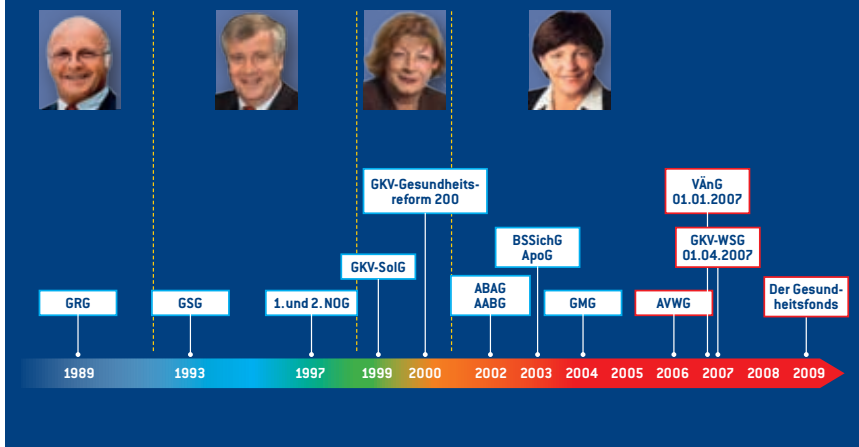 GKV-Gesundheits-
reform 200
VÄnG
01.01.2007
BSSichG
ApoG
GKV-WSG
01.04.2007
GKV-SolG
GRG
GSG
1. und 2. NOG
ABAG
AABG
GMG
AVWG
Der Gesund-
heitsfonds
1989
1993
1997
1999
2000
2002
2003
2004
2005
2006
2007
2008
2009